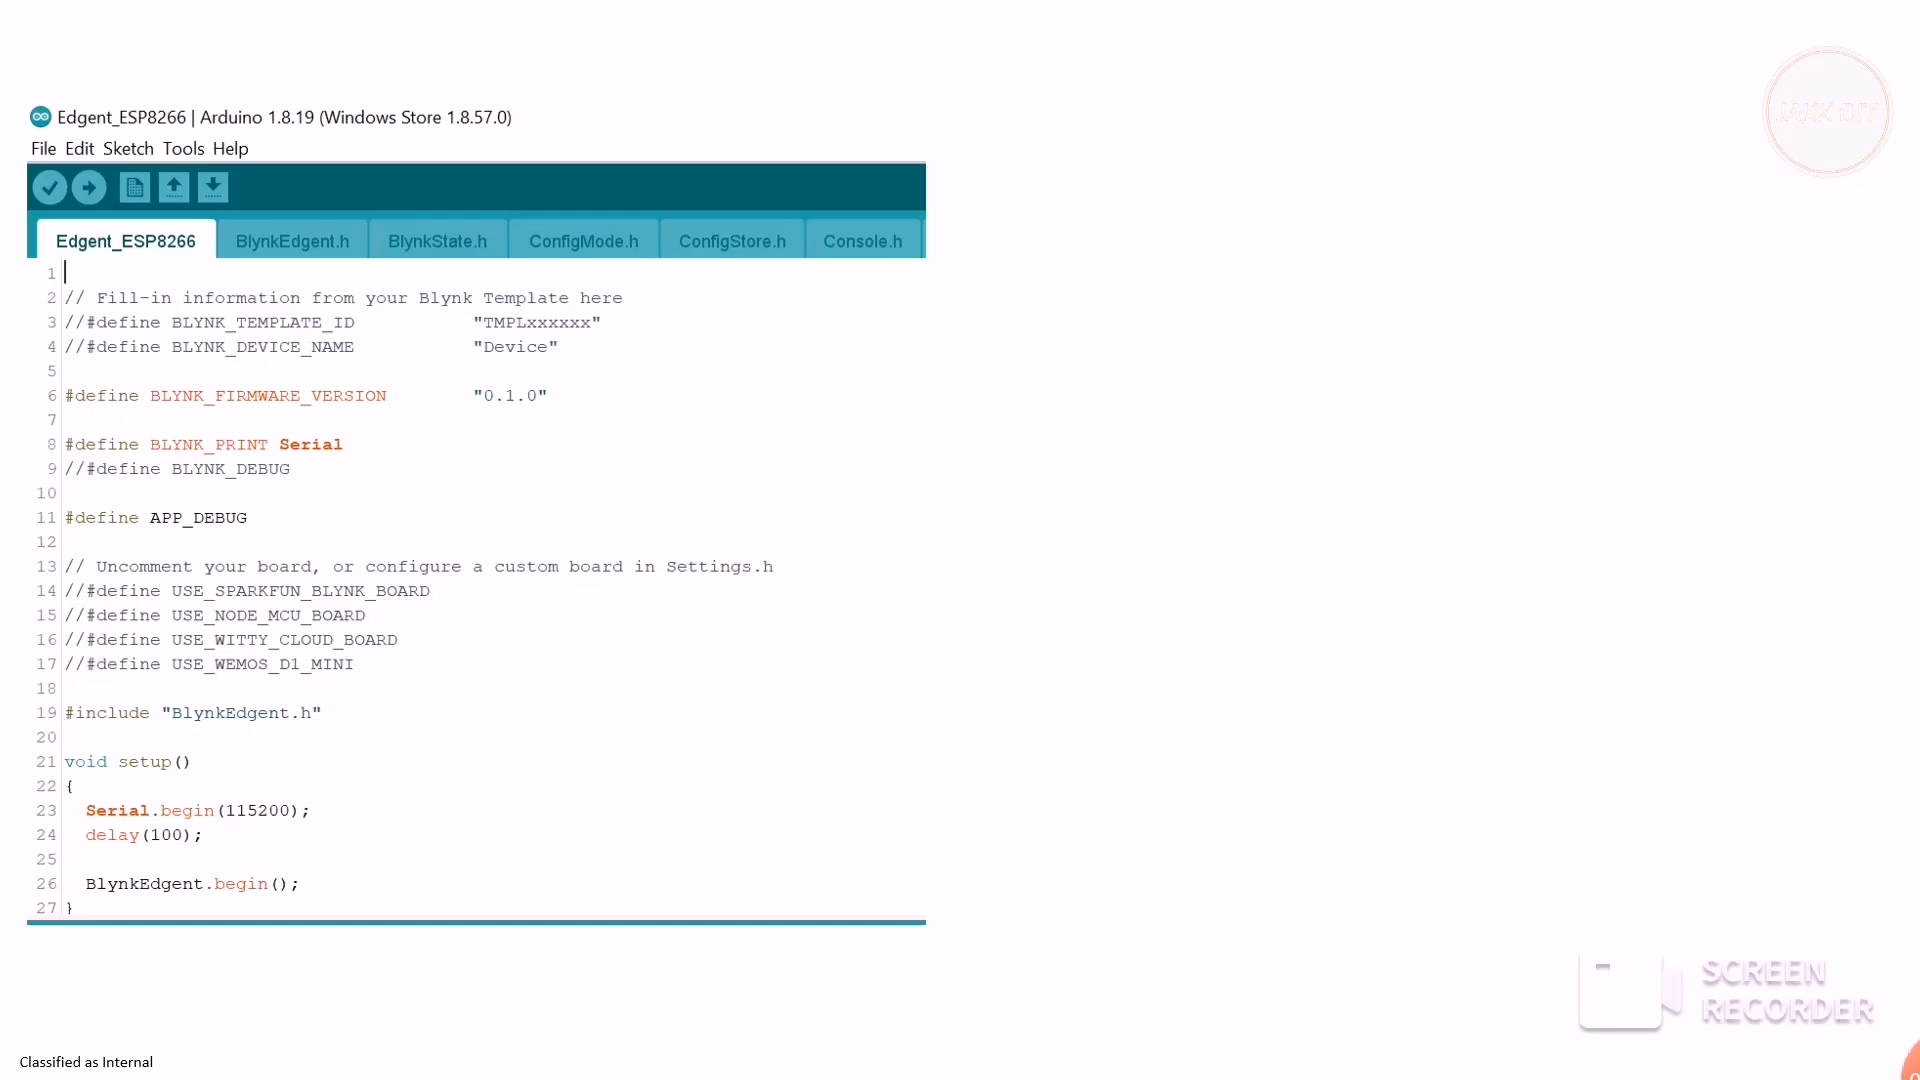 Edgent_ESP8266 | Arduino 1.8.19 (Windows Store 1.8.57.0)
File Edit Sketch Tools Help
Edgent_ESP8266 BlynkEdgent.h BlynkState.h ConfigMode.h ConfigStore.h Console.h
1
2 // Fill-in information from your Blynk Template here
3 //#define BLYNK_TEMPLATE_ID "TMPLxxxxxx"
4 //#define BLYNK_DEVICE_NAME "Device"
5
6 #define BLYNK_FIRMWARE_VERSION "0.1.0"
7
8 #define BLYNK_PRINT Serial
9 //#define BLYNK_DEBUG
10
11 #define APP_DEBUG
12
13 // Uncomment your board, or configure a custom board in Settings.h
14 //#define USE_SPARKFUN_BLYNK_BOARD
15 //#define USE_NODE_MCU_BOARD
16 //#define USE_WITTY_CLOUD_BOARD
17 //#define USE_WEMOS_D1_MINI
18
19 #include "BlynkEdgent.h"
20
21 void setup()
22 {
23 Serial.begin(115200);
24 delay(100);
25
26 BlynkEdgent.begin();
27 }
SCREEN
RECORDER
Classified as Internal